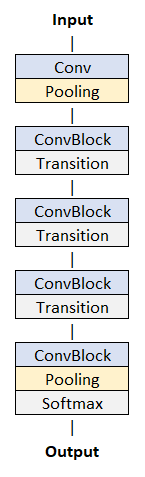 Input
Conv
Pooling
ConvBlock
Transition
ConvBlock
Transition
ConvBlock
Transition
ConvBlock
Pooling
Softmax
Output